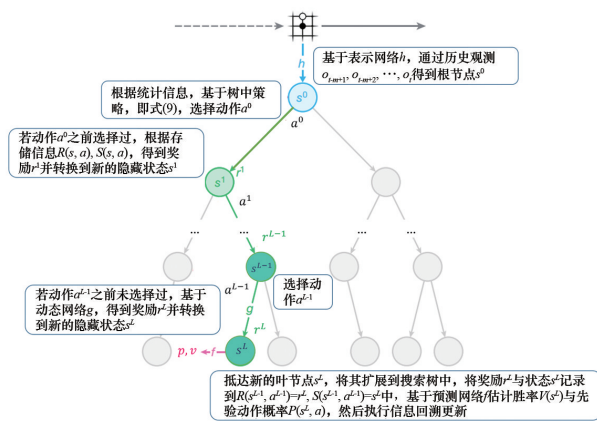 h
基于表示网络h，通过历史观测
o_{t-m+1}, o_{t-m+2}, …, o_t得到根节点s⁰
s⁰
根据统计信息，基于树中策
略，即式(9)，选择动作a⁰
a⁰
若动作a⁰之前选择过，根据存
储信息R(s, a), S(s, a)，得到奖
励r¹并转换到新的隐藏状态s¹
r¹
s¹
a¹
... ... ... ...
r^{L-1}
s^{L-1}
a^{L-1}
选择动
作a^{L-1}
若动作a^{L-1}之前未选择过，基于
动态网络g，得到奖励r^L并转换
到新的隐藏状态s^L
g
r^L
p, v
f
s^L
抵达新的叶节点s^L，将其扩展到搜索树中，将奖励r^L与状态s^L记录
到R(s^{L-1}, a^{L-1})=r^L, S(s^{L-1}, a^{L-1})=s^L中，基于预测网络f估计胜率V(s^L)与先
验动作概率P(s^L, a)，然后执行信息回溯更新